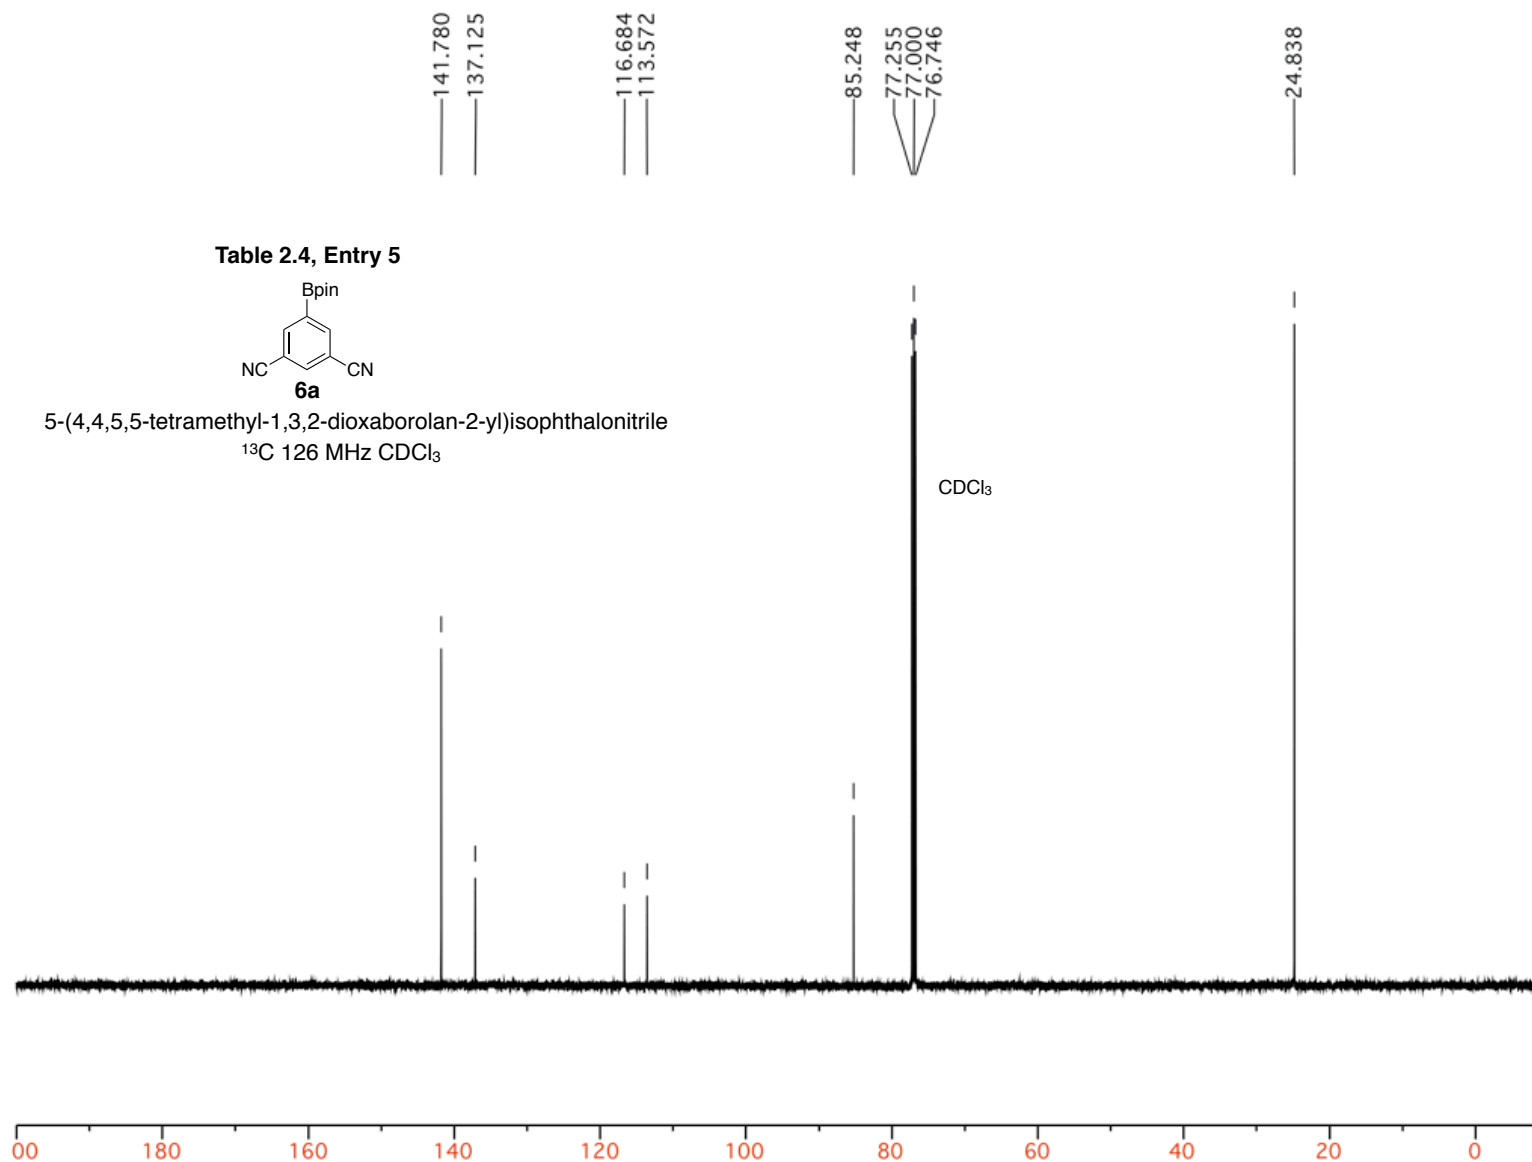 141.780
137.125
116.684
113.572
85.248
77.255
77.000
76.746
24.838
Table 2.4, Entry 5
Bpin
NC
CN
6a
5-(4,4,5,5-tetramethyl-1,3,2-dioxaborolan-2-yl)isophthalonitrile
¹³C 126 MHz CDCl₃
CDCl₃
00 180 160 140 120 100 80 60 40 20 0